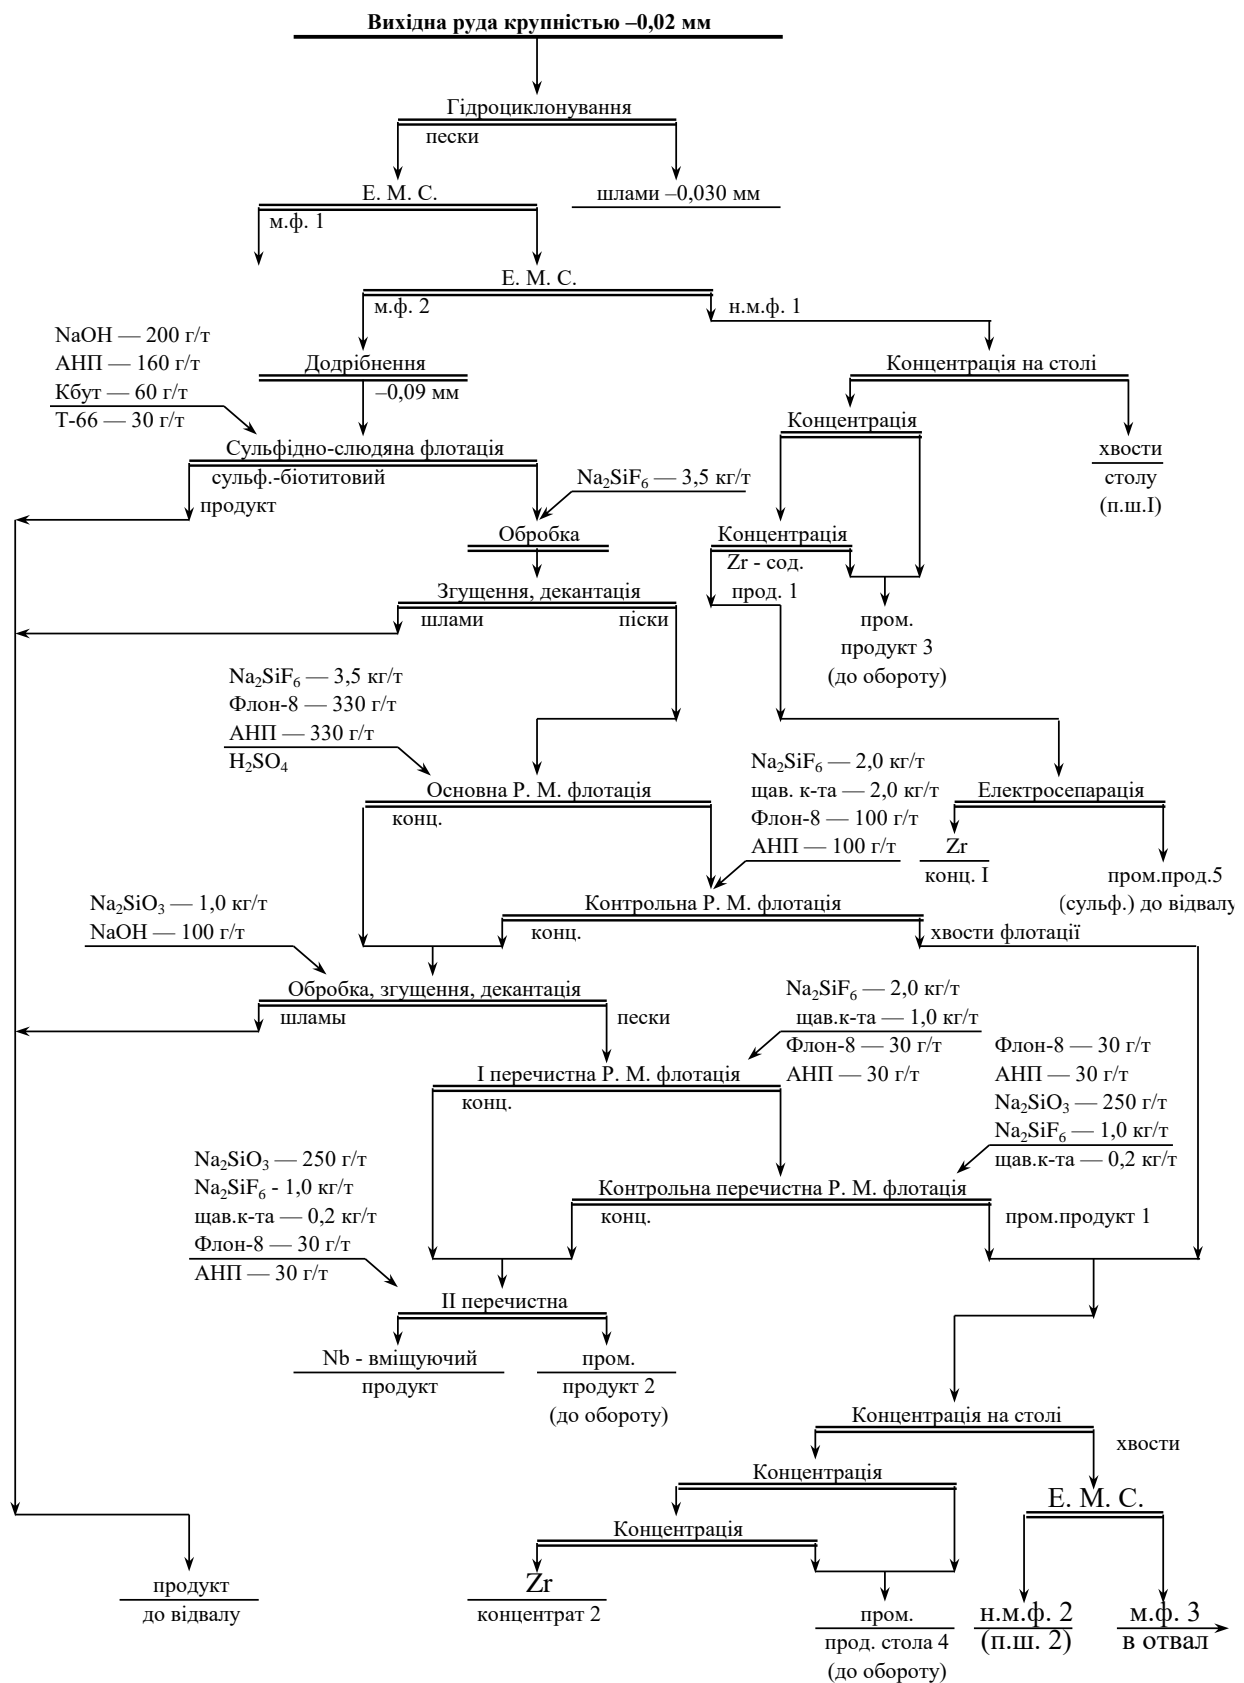 Вихідна руда крупністю –0,02 мм
Гідроциклонування
пески
Е. М. С.
шлами –0,030 мм
м.ф. 1
Е. М. С.
м.ф. 2
н.м.ф. 1
NaOH — 200 г/т
АНП — 160 г/т
Кбут — 60 г/т
Т-66 — 30 г/т
Додрібнення
–0,09 мм
Концентрація на столі
Концентрація
хвости
столу
(п.ш.I)
Сульфідно-слюдяна флотація
сульф.-біотитовий
продукт
Na₂SiF₆ — 3,5 кг/т
Обробка
Концентрація
Zr - сод.
прод. 1
Згущення, декантація
шлами
піски
пром.
продукт 3
(до обороту)
Na₂SiF₆ — 3,5 кг/т
Флон-8 — 330 г/т
АНП — 330 г/т
H₂SO₄
Na₂SiF₆ — 2,0 кг/т
щав. к-та — 2,0 кг/т
Флон-8 — 100 г/т
АНП — 100 г/т
Основна Р. М. флотація
конц.
Електросепарація
Zr
конц. I
пром.прод.5
(сульф.) до відвалу
Na₂SiO₃ — 1,0 кг/т
NaOH — 100 г/т
Контрольна Р. М. флотація
конц.
хвости флотації
Обробка, згущення, декантація
шламы
пески
Na₂SiF₆ — 2,0 кг/т
щав.к-та — 1,0 кг/т
Флон-8 — 30 г/т
АНП — 30 г/т
Флон-8 — 30 г/т
АНП — 30 г/т
Na₂SiO₃ — 250 г/т
Na₂SiF₆ — 1,0 кг/т
щав.к-та — 0,2 кг/т
I перечистна Р. М. флотація
конц.
Na₂SiO₃ — 250 г/т
Na₂SiF₆ - 1,0 кг/т
щав.к-та — 0,2 кг/т
Флон-8 — 30 г/т
АНП — 30 г/т
Контрольна перечистна Р. М. флотація
конц.
пром.продукт 1
II перечистна
Nb - вміщуючий
продукт
пром.
продукт 2
(до обороту)
Концентрація на столі
хвости
Концентрація
Е. М. С.
Концентрація
продукт
до відвалу
Zr
концентрат 2
пром.
прод. стола 4
(до обороту)
н.м.ф. 2
(п.ш. 2)
м.ф. 3
в отвал